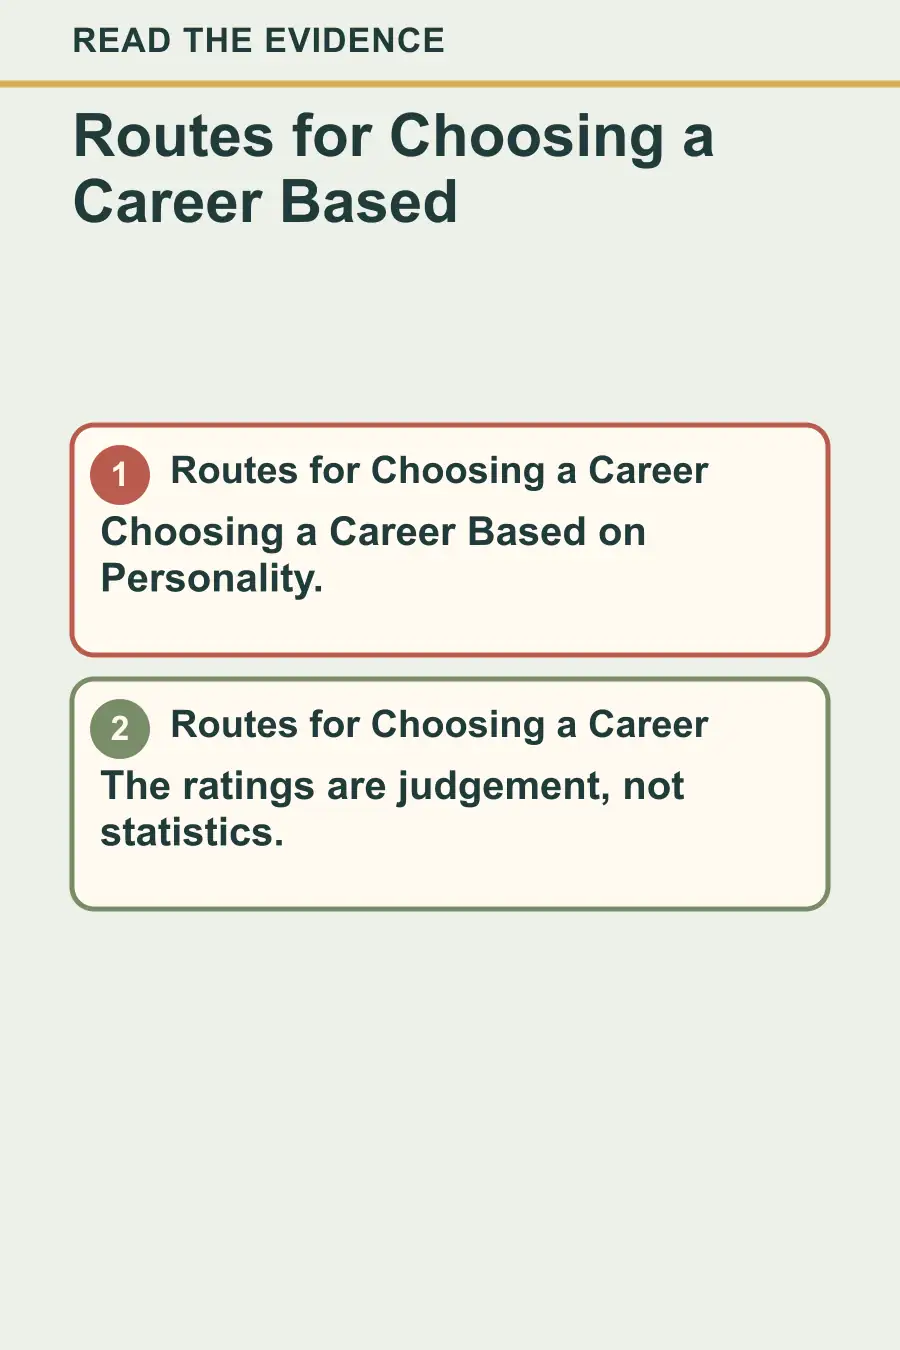 READ THE EVIDENCE
Routes for Choosing a
Career Based
1 Routes for Choosing a Career
Choosing a Career Based on
Personality.
2 Routes for Choosing a Career
The ratings are judgement, not
statistics.